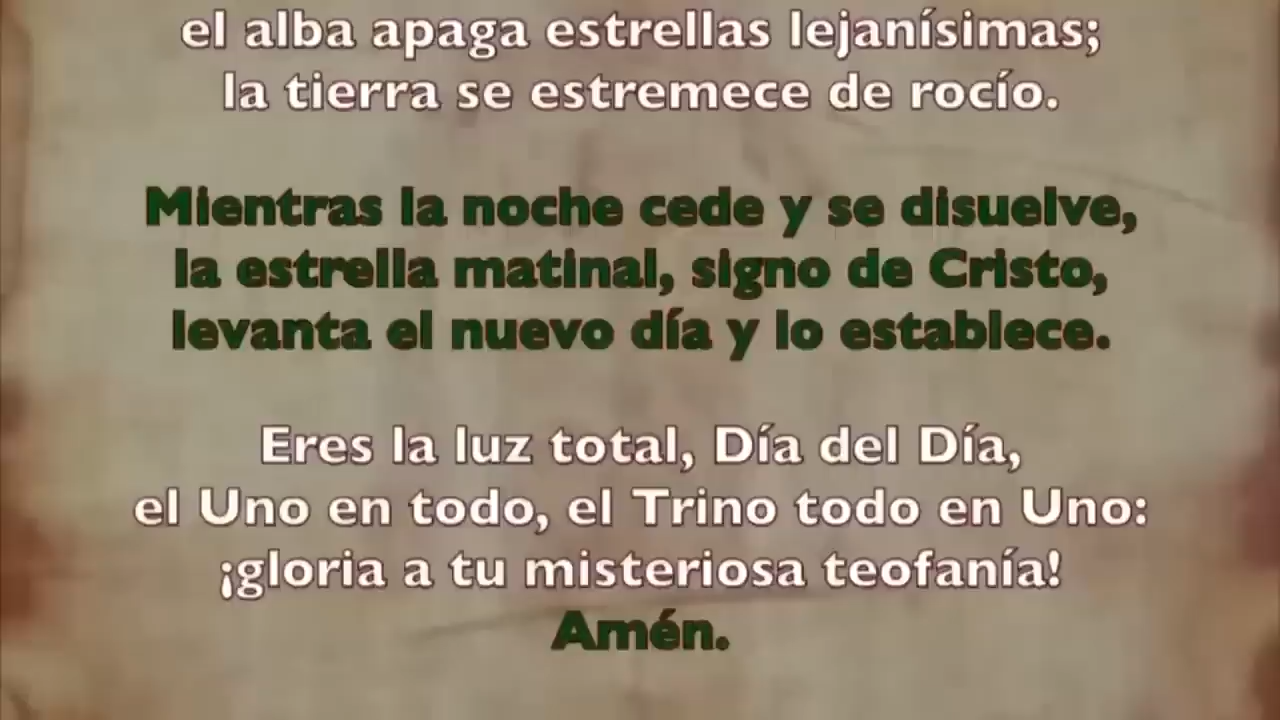 el alba apaga estrellas lejanísimas;
la tierra se estremece de rocío.
Mientras la noche cede y se disuelve,
la estrella matinal, signo de Cristo,
levanta el nuevo día y lo establece.
Eres la luz total, Día del Día,
el Uno en todo, el Trino todo en Uno:
¡gloria a tu misteriosa teofanía!
Amén.